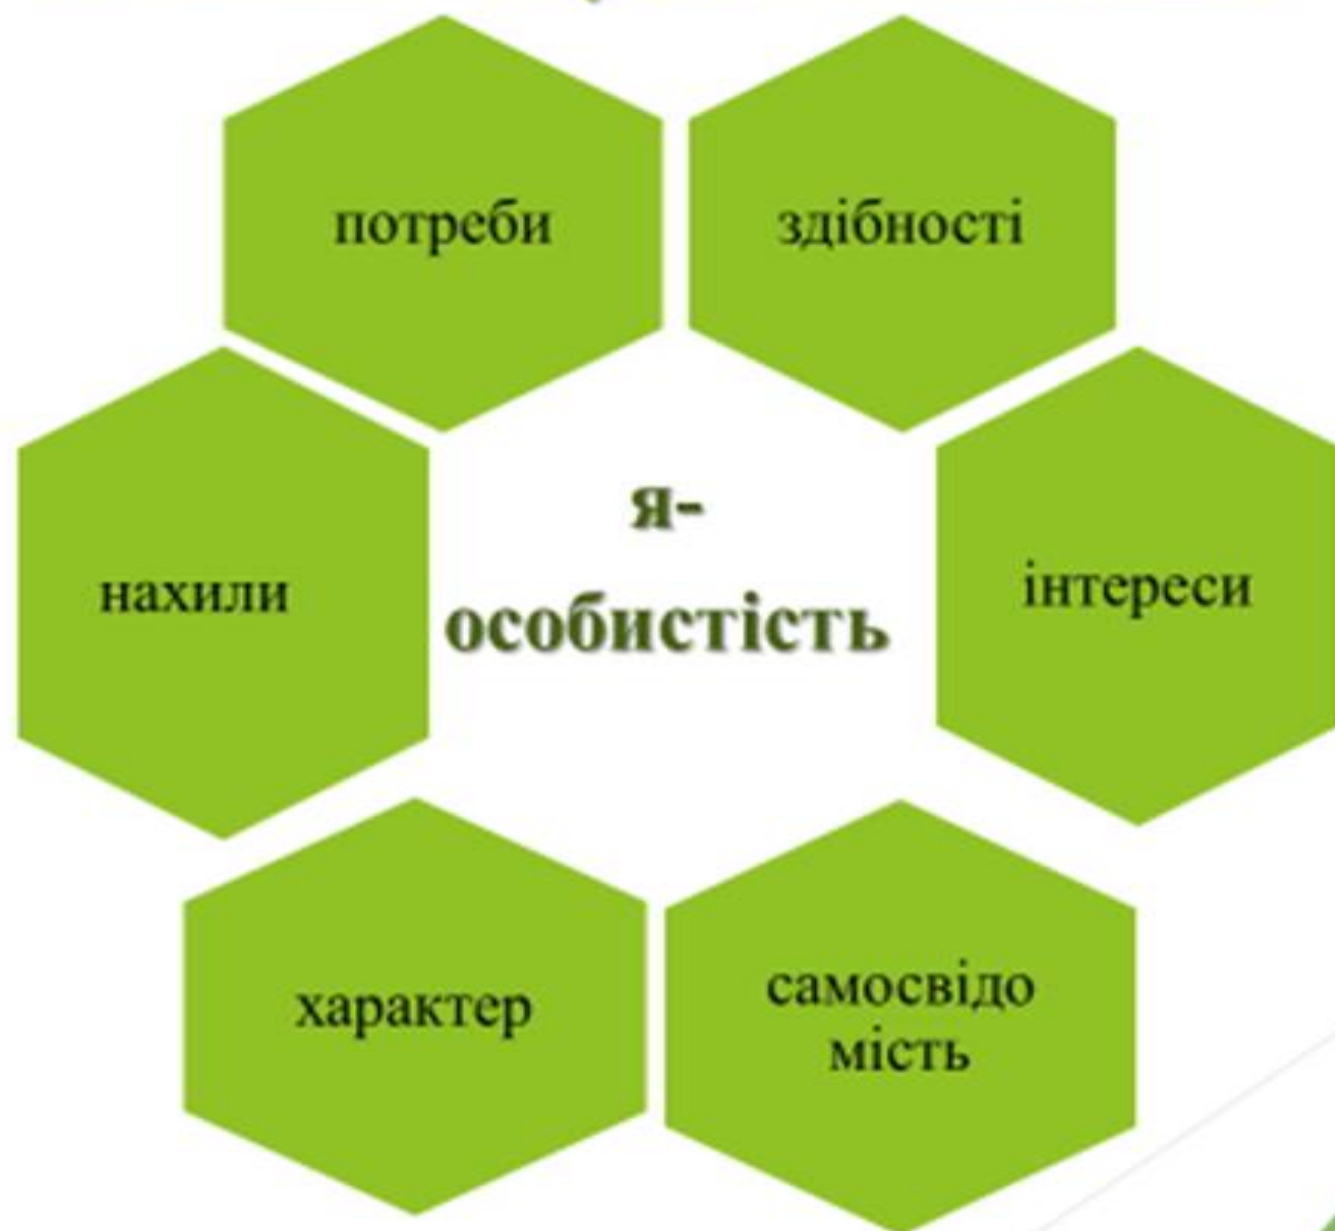 потреби
здібності
я-
особистість
нахили
інтереси
характер
самосвідо
мість